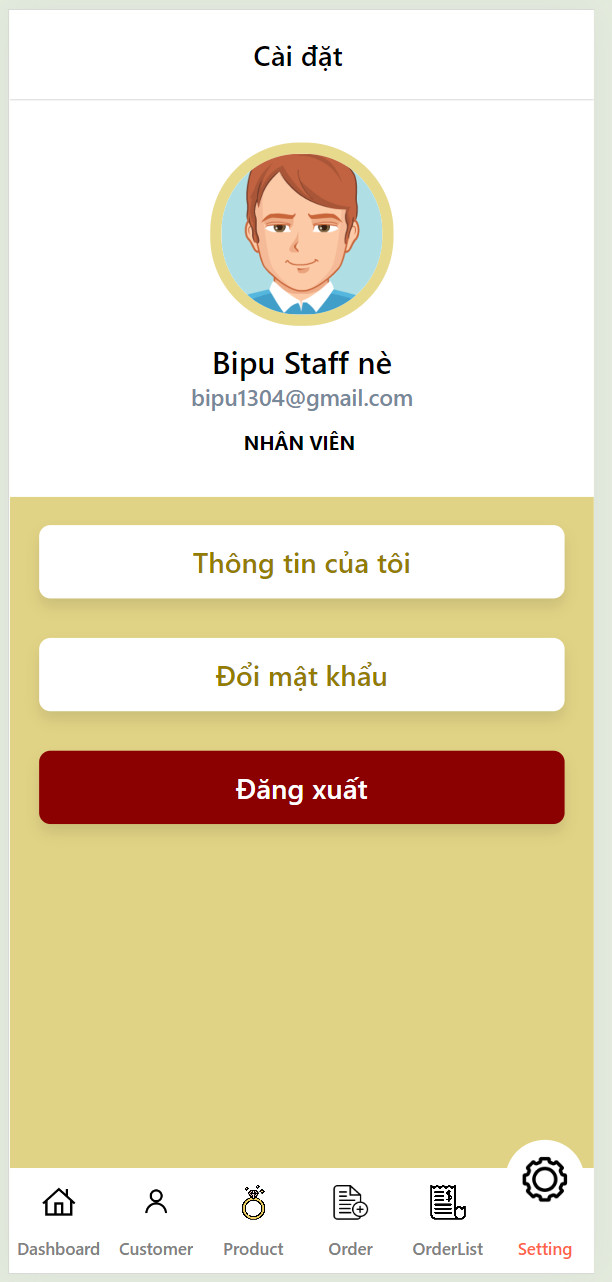 Cài đặt
Bipu Staff nè
bipu1304@gmail.com
NHÂN VIÊN
Thông tin của tôi
Đổi mật khẩu
Đăng xuất
Dashboard Customer Product Order OrderList Setting